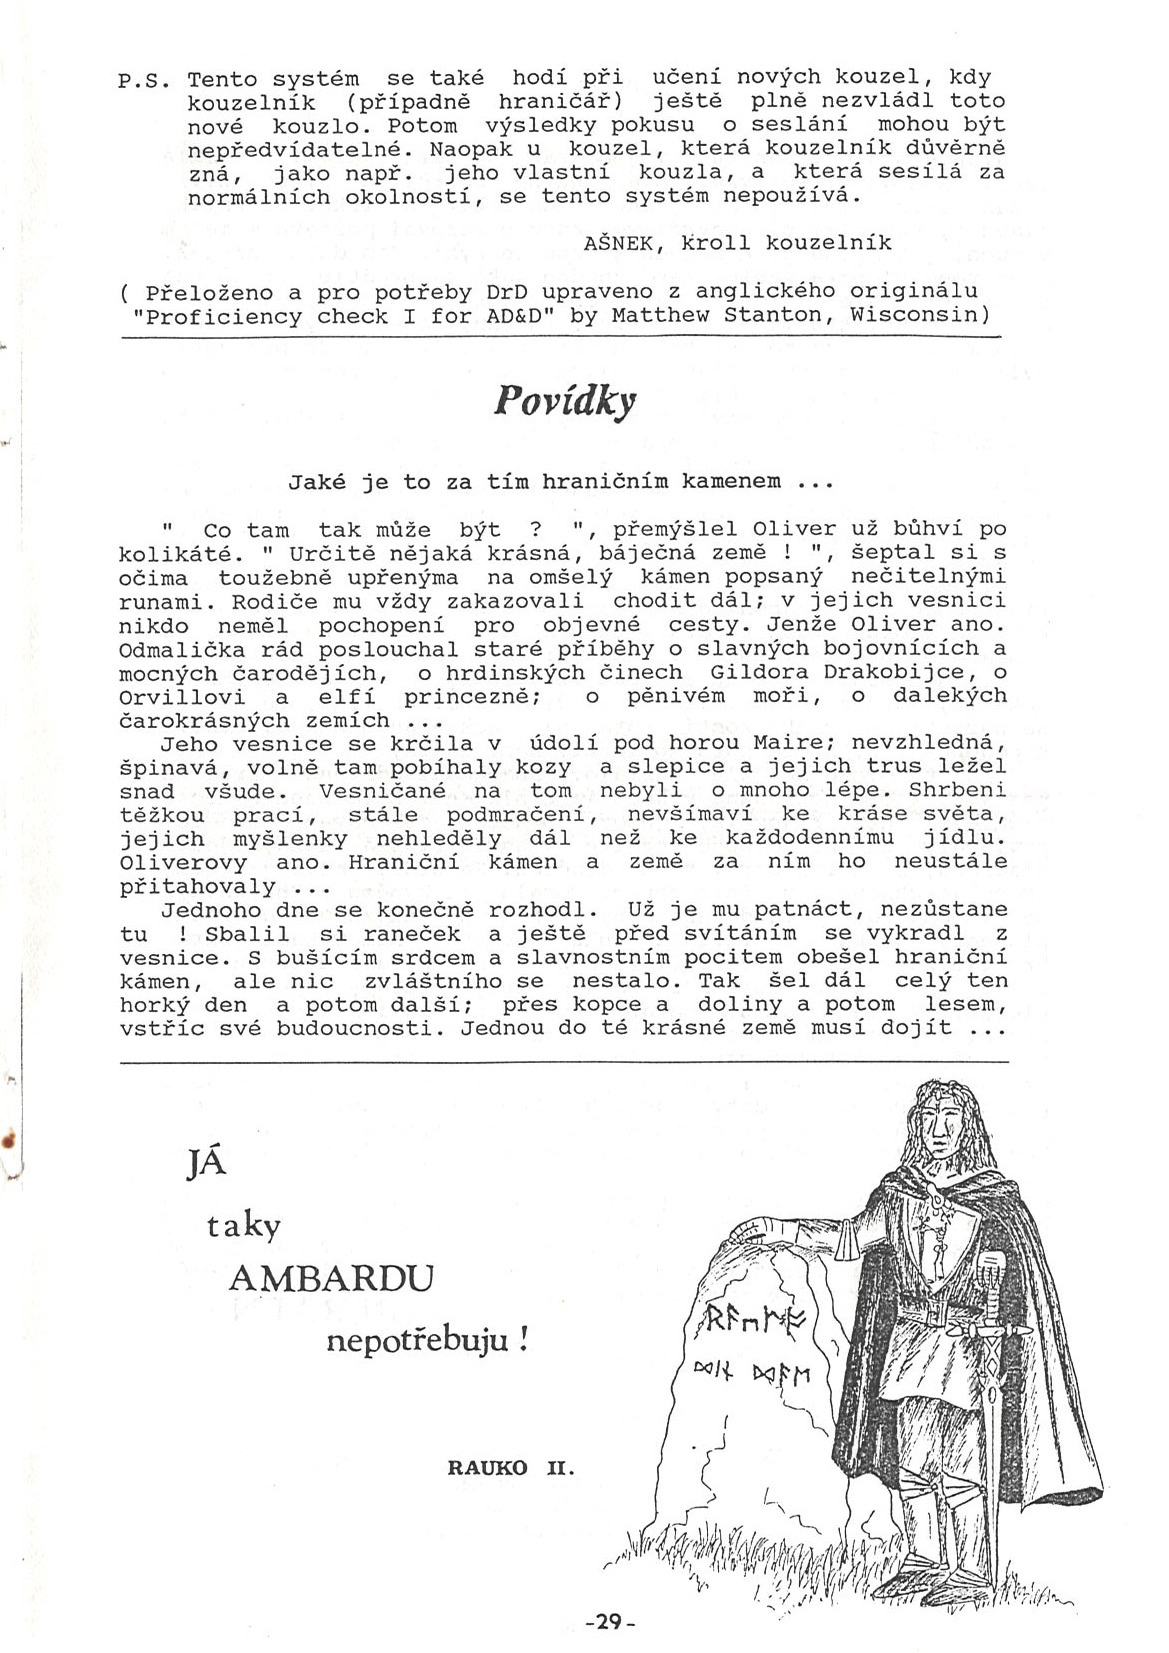 P.S. Tento systém se také hodí při učení nových kouzel, kdy
kouzelník (případně hraničář) ještě plně nezvládl toto
nové kouzlo. Potom výsledky pokusu o seslání mohou být
nepředvídatelné. Naopak u kouzel, která kouzelník důvěrně
zná, jako např. jeho vlastní kouzla, a která sesílá za
normálních okolností, se tento systém nepoužívá.
AŠNEK, kroll kouzelník
( Přeloženo a pro potřeby DrD upraveno z anglického originálu
"Proficiency check I for AD&D" by Matthew Stanton, Wisconsin)
Povídky
Jaké je to za tím hraničním kamenem ...
" Co tam tak může být ? ", přemýšlel Oliver už bůhví po
kolikáté. " Určitě nějaká krásná, báječná země ! ", šeptal si s
očima toužebně upřenýma na omšelý kámen popsaný nečitelnými
runami. Rodiče mu vždy zakazovali chodit dál; v jejich vesnici
nikdo neměl pochopení pro objevné cesty. Jenže Oliver ano.
Odmalička rád poslouchal staré příběhy o slavných bojovnících a
mocných čarodějích, o hrdinských činech Gildora Drakobijce, o
Orvillovi a elfí princezně; o pěnivém moři, o dalekých
čarokrásných zemích ...
Jeho vesnice se krčila v údolí pod horou Maire; nevzhledná,
špinavá, volně tam pobíhaly kozy a slepice a jejich trus ležel
snad všude. Vesničané na tom nebyli o mnoho lépe. Shrbeni
těžkou prací, stále podmračení, nevšímaví ke kráse světa,
jejich myšlenky nehleděly dál než ke každodennímu jídlu.
Oliverovy ano. Hraniční kámen a země za ním ho neustále
přitahovaly ...
Jednoho dne se konečně rozhodl. Už je mu patnáct, nezůstane
tu ! Sbalil si raneček a ještě před svítáním se vykradl z
vesnice. S bušícím srdcem a slavnostním pocitem obešel hraniční
kámen, ale nic zvláštního se nestalo. Tak šel dál celý ten
horký den a potom další; přes kopce a doliny a potom lesem,
vstříc své budoucnosti. Jednou do té krásné země musí dojít ...
JÁ
taky
AMBARDU
nepotřebuju !
RAUKO II.
-29-